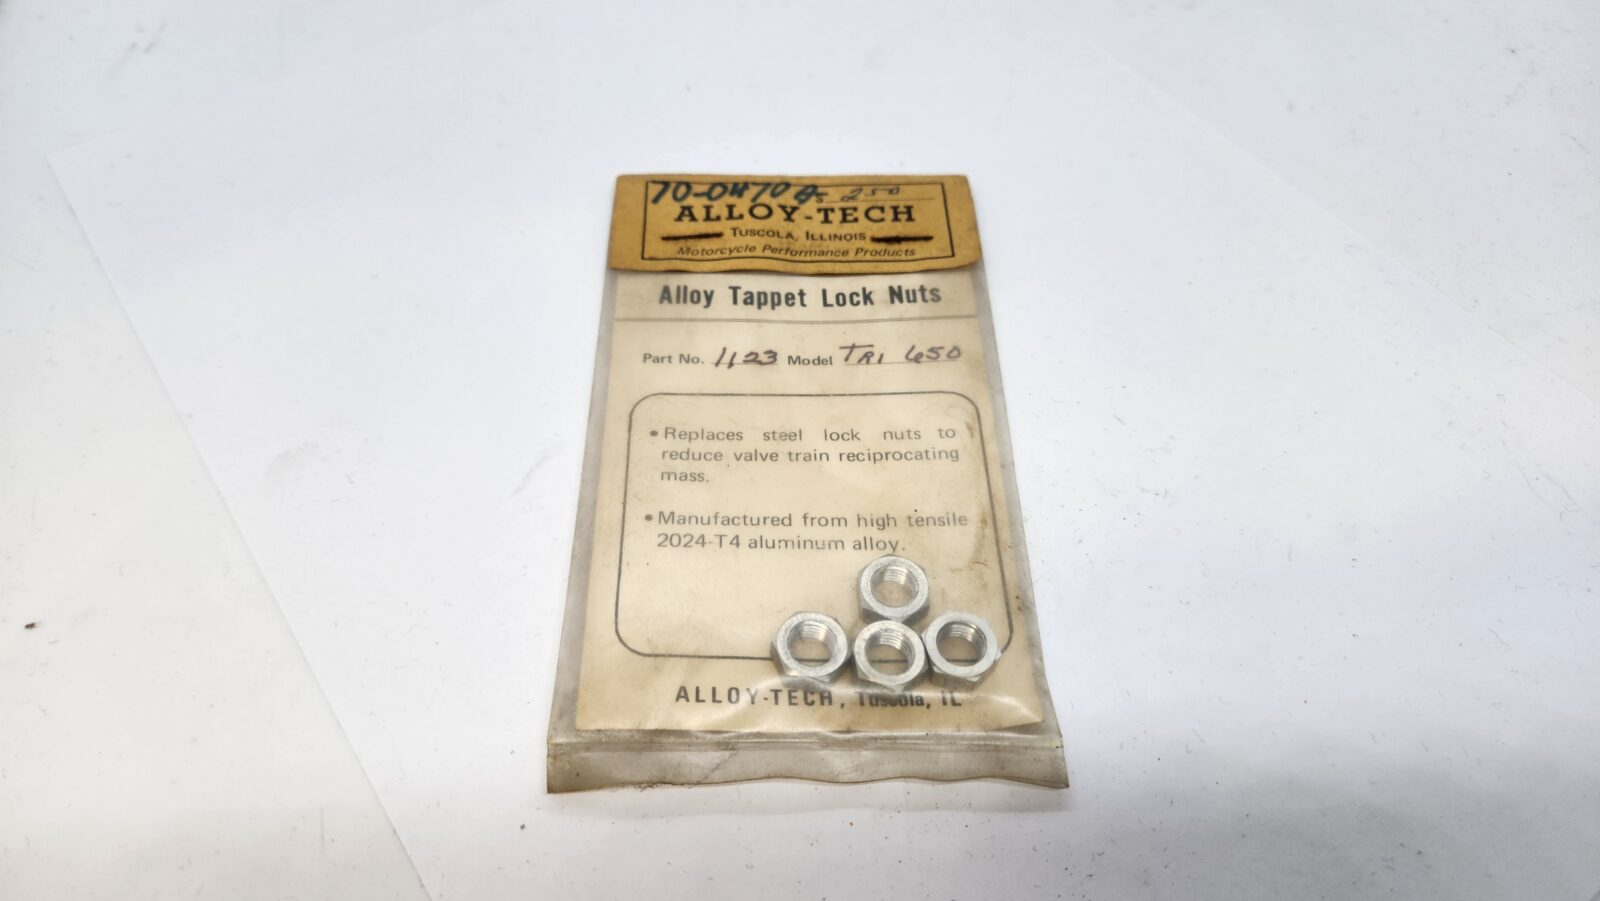 70-0470 250
ALLOY-TECH
TUSCOLA, ILLINOIS
Motorcycle Performance Products
Alloy Tappet Lock Nuts
Part No. 1123 Model TRI 650
• Replaces steel lock nuts to
reduce valve train reciprocating
mass.
• Manufactured from high tensile
2024-T4 aluminum alloy.
ALLOY-TECH, Tuscola, IL